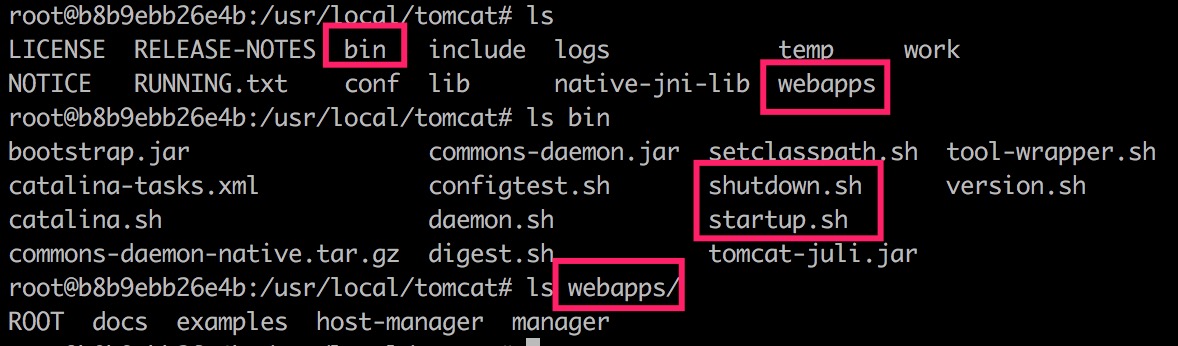 root@b8b9ebb26e4b:/usr/local/tomcat# ls
LICENSE RELEASE-NOTES bin include logs temp work
NOTICE RUNNING.txt conf lib native-jni-lib webapps
root@b8b9ebb26e4b:/usr/local/tomcat# ls bin
bootstrap.jar commons-daemon.jar setclasspath.sh tool-wrapper.sh
catalina-tasks.xml configtest.sh shutdown.sh version.sh
catalina.sh daemon.sh startup.sh
commons-daemon-native.tar.gz digest.sh tomcat-juli.jar
root@b8b9ebb26e4b:/usr/local/tomcat# ls webapps/
ROOT docs examples host-manager manager